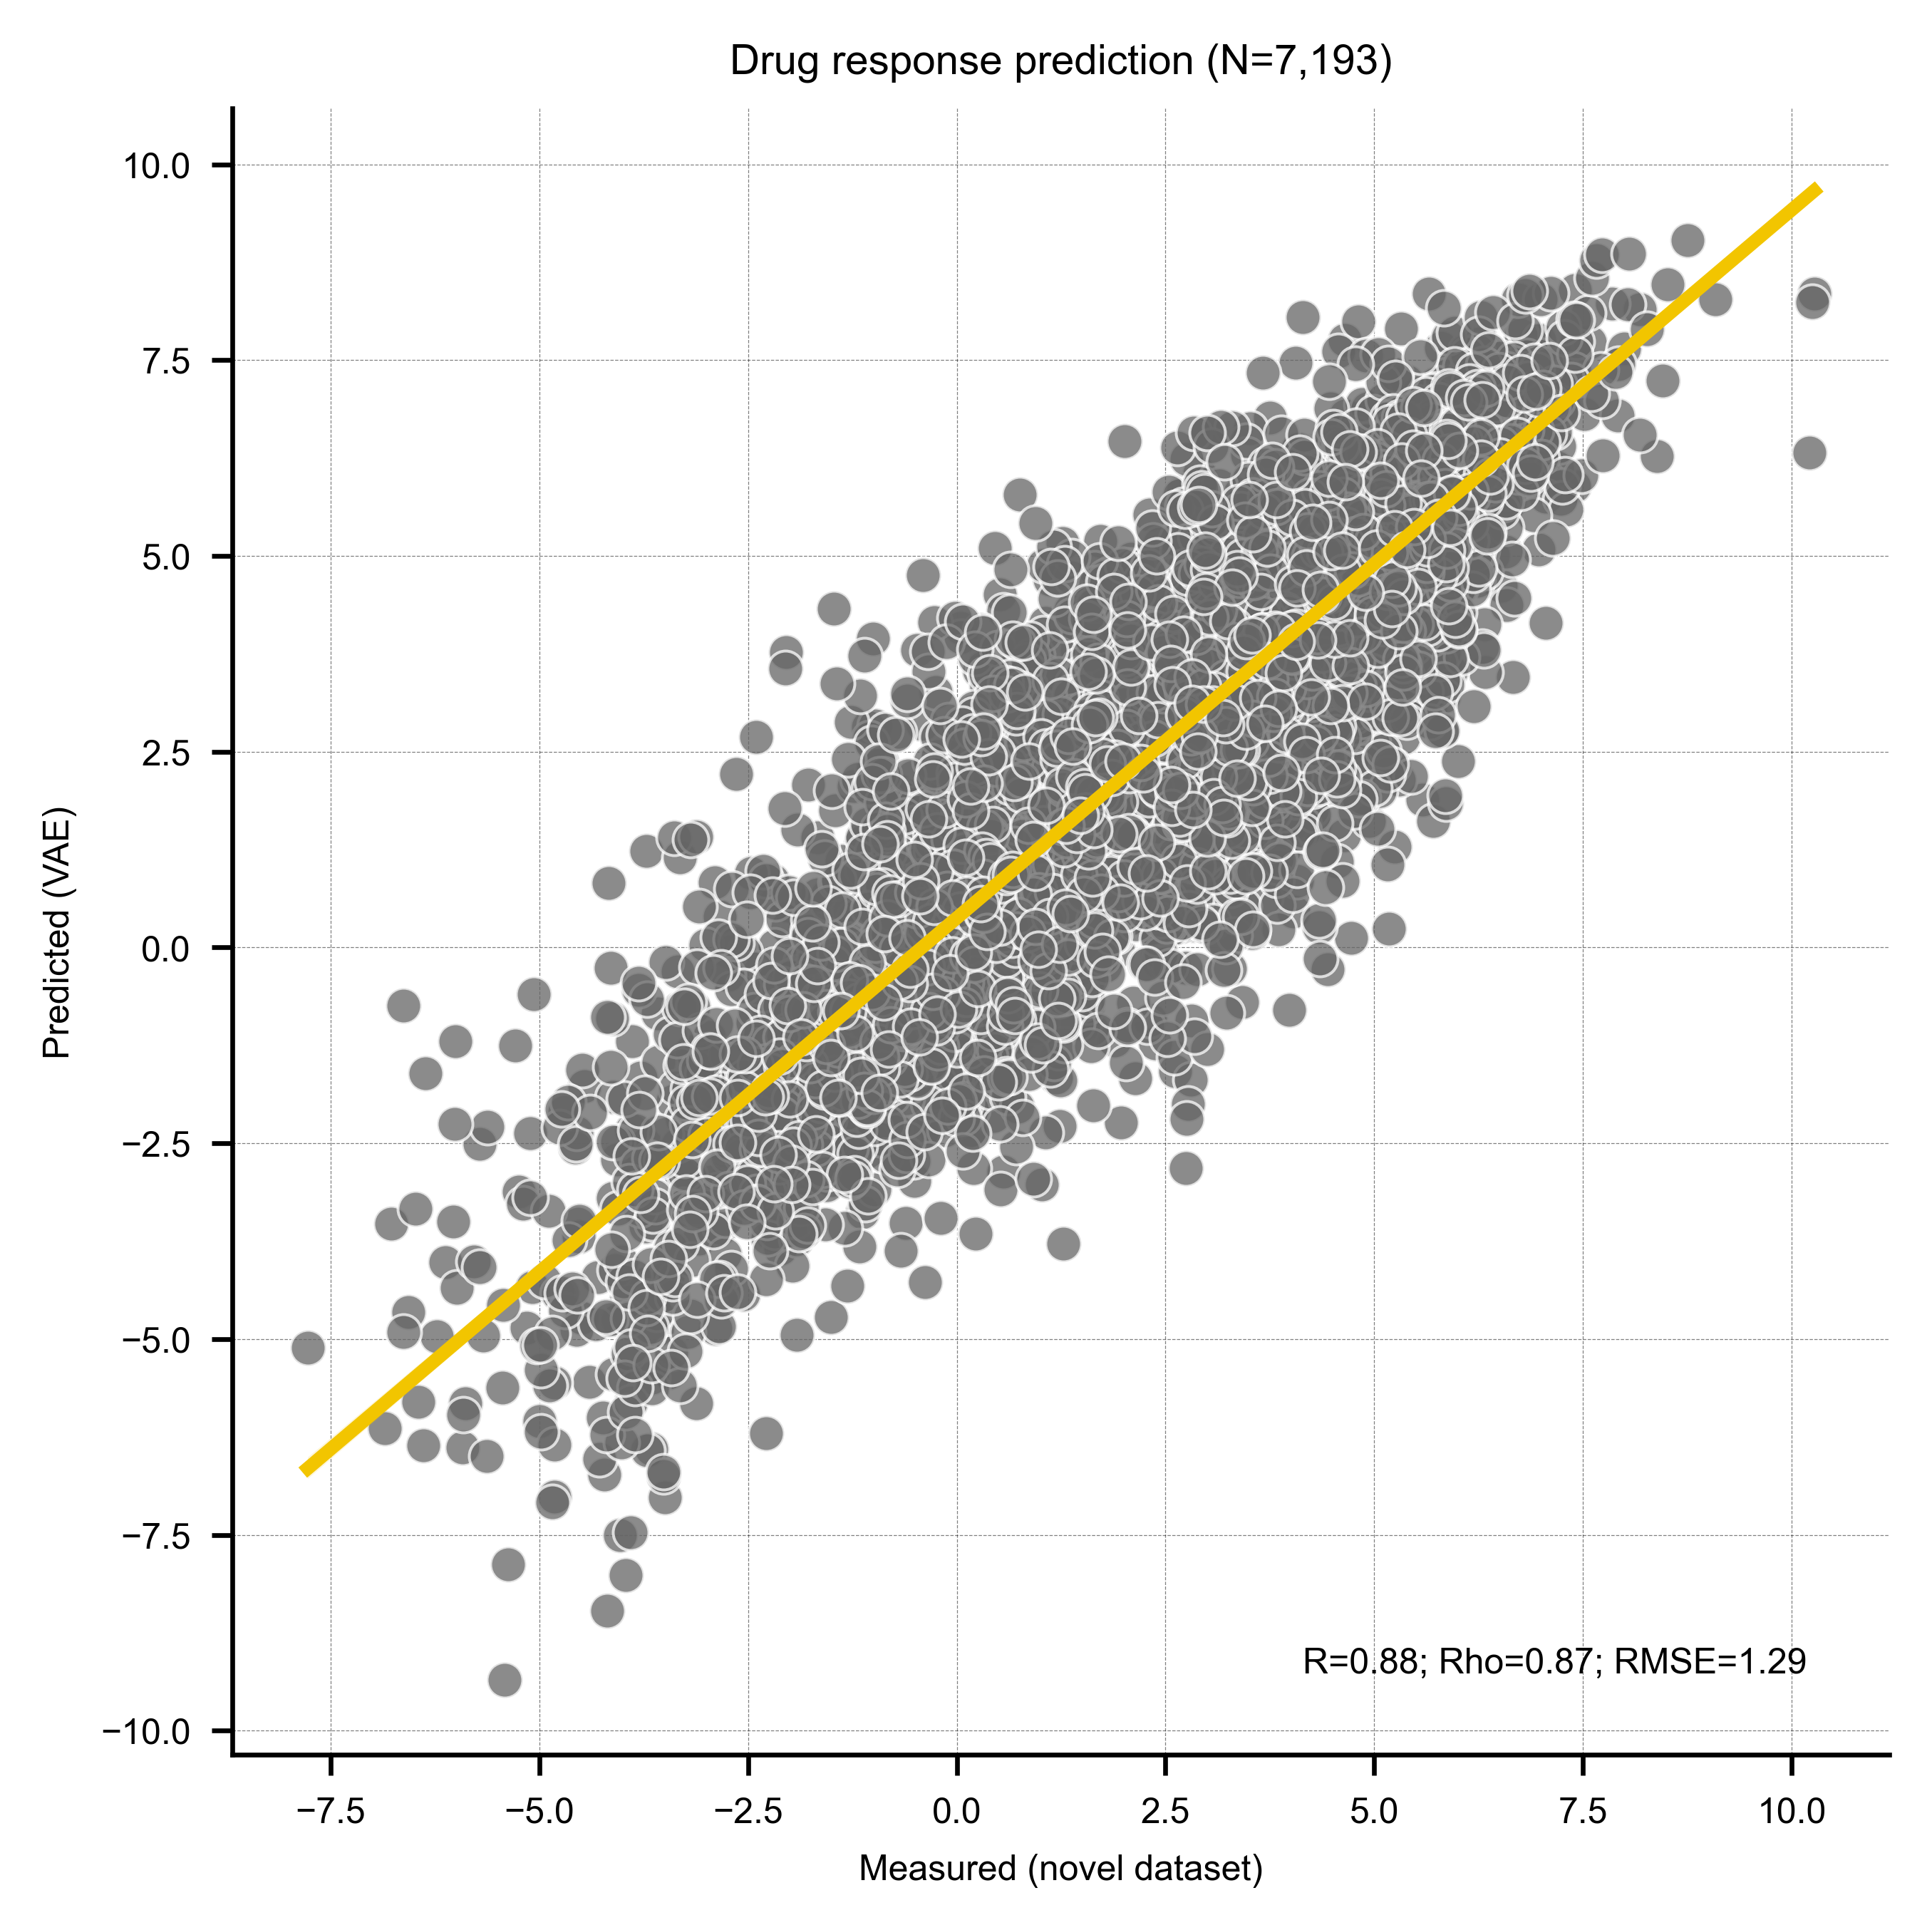 Drug response prediction (N=7,193)
10.0
7.5
5.0
2.5
0.0
−2.5
−5.0
−7.5
−10.0
Predicted (VAE)
R=0.88; Rho=0.87; RMSE=1.29
−7.5 −5.0 −2.5 0.0 2.5 5.0 7.5 10.0
Measured (novel dataset)